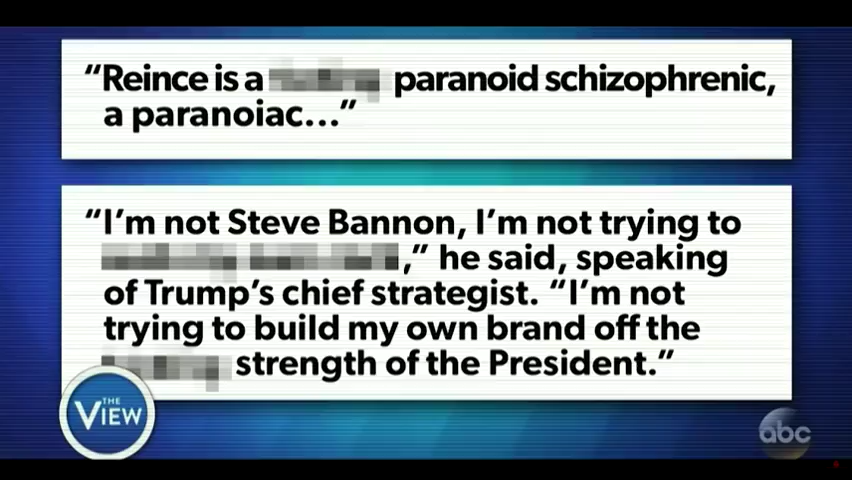 “Reince is a paranoid schizophrenic,
a paranoiac...”
“I’m not Steve Bannon, I’m not trying to
,” he said, speaking
of Trump’s chief strategist. “I’m not
trying to build my own brand off the
strength of the President.”
THE
VIEW
abc